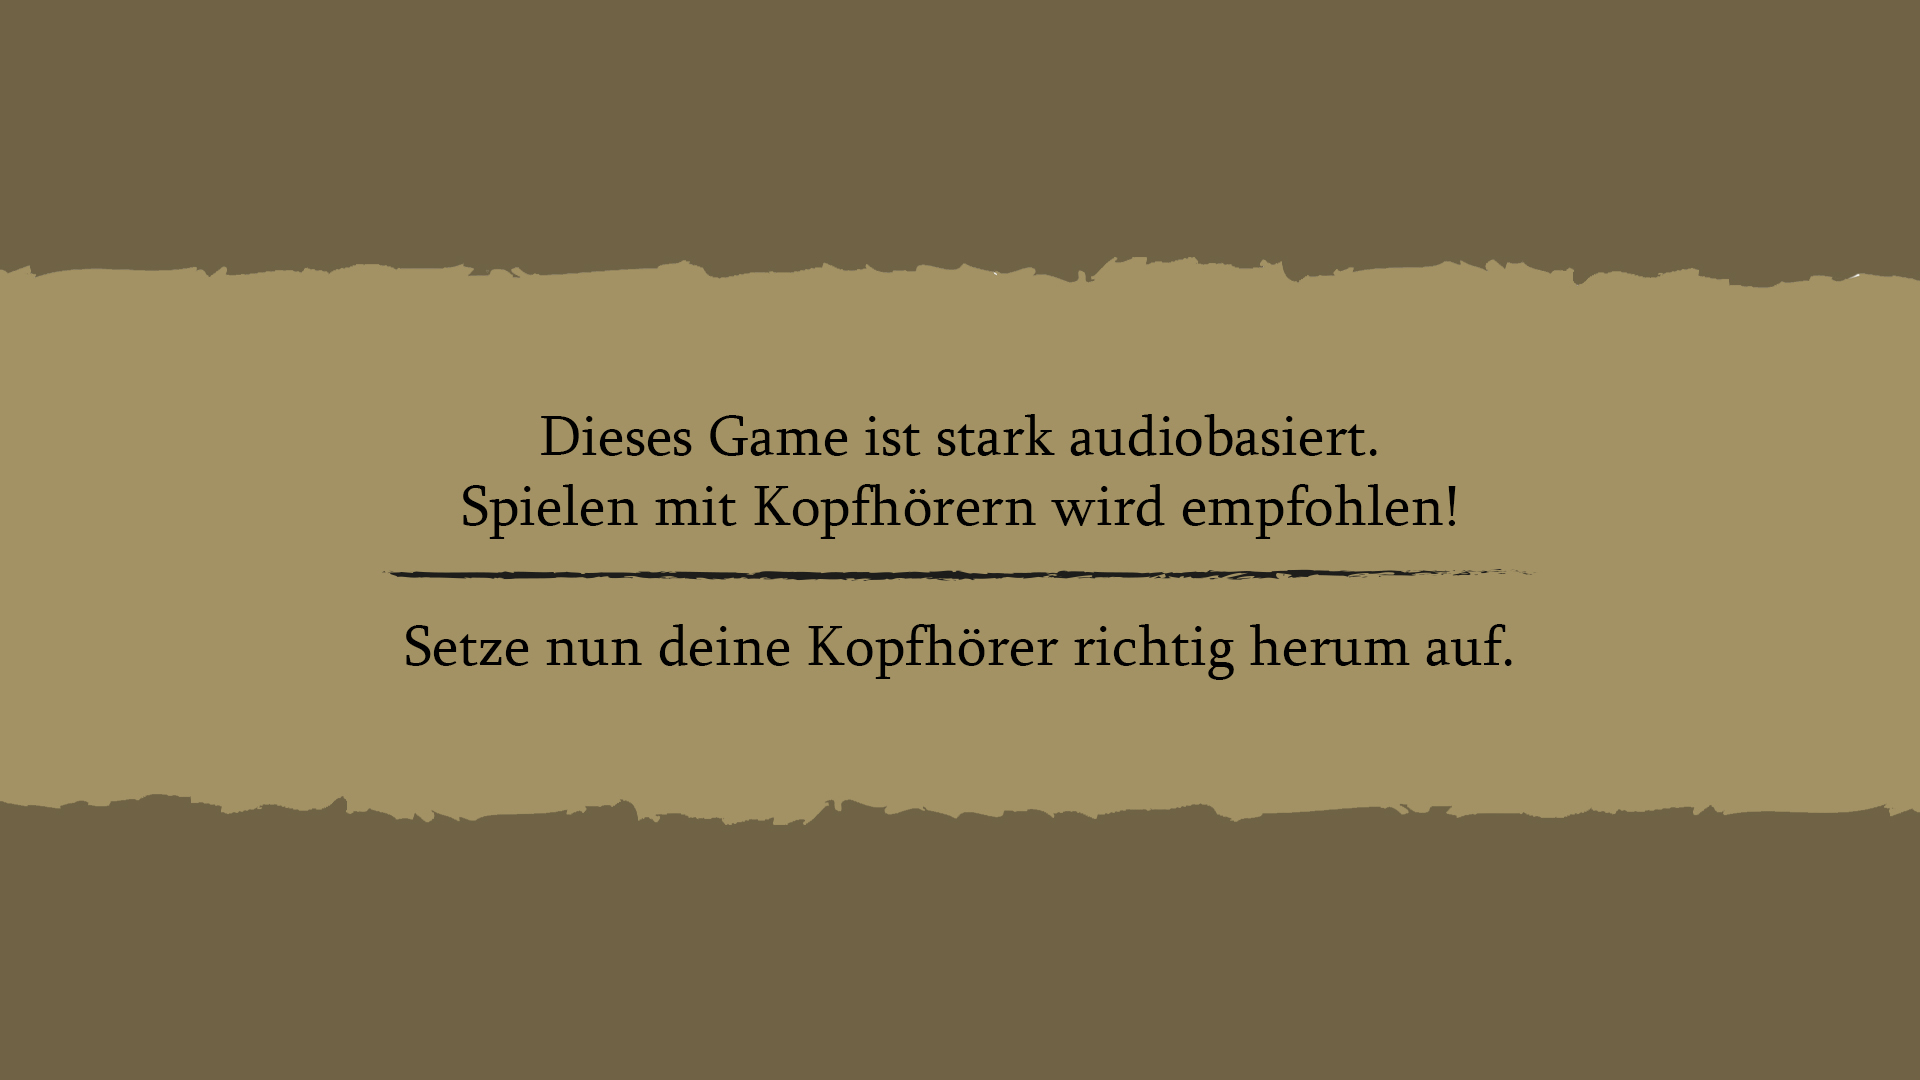 Dieses Game ist stark audiobasiert.
Spielen mit Kopfhörern wird empfohlen!
Setze nun deine Kopfhörer richtig herum auf.